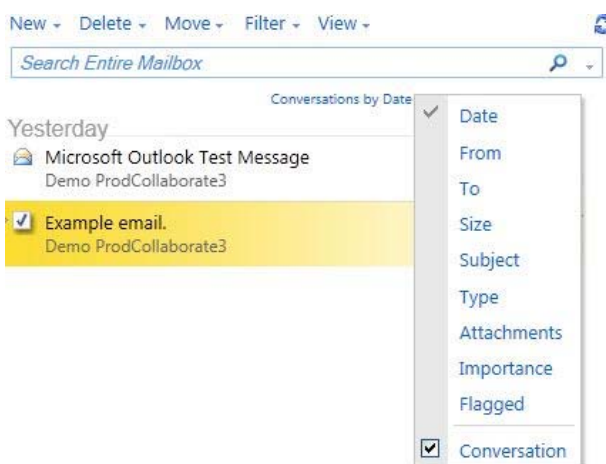 New Delete Move Filter View
Search Entire Mailbox
Conversations by Date
Yesterday
Microsoft Outlook Test Message
Demo ProdCollaborate3
Example email.
Demo ProdCollaborate3
Date
From
To
Size
Subject
Type
Attachments
Importance
Flagged
Conversation